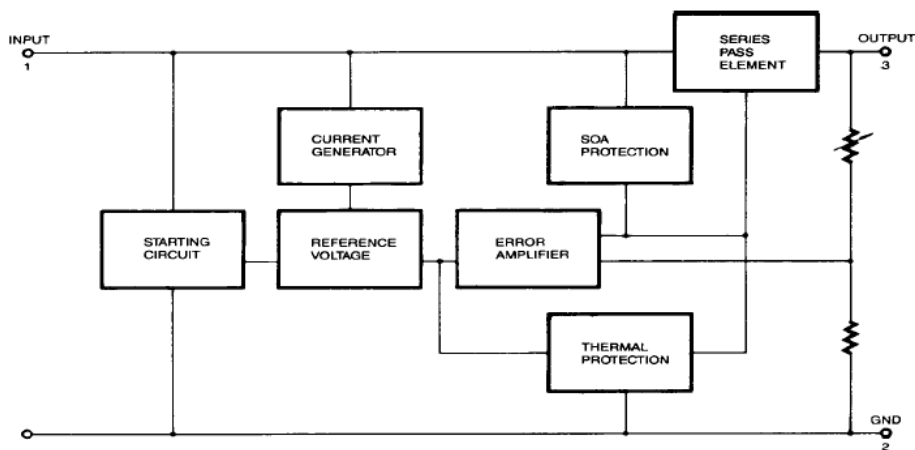 INPUT
1
SERIES
PASS
ELEMENT
OUTPUT
3
CURRENT
GENERATOR
SOA
PROTECTION
STARTING
CIRCUIT
REFERENCE
VOLTAGE
ERROR
AMPLIFIER
THERMAL
PROTECTION
GND
2